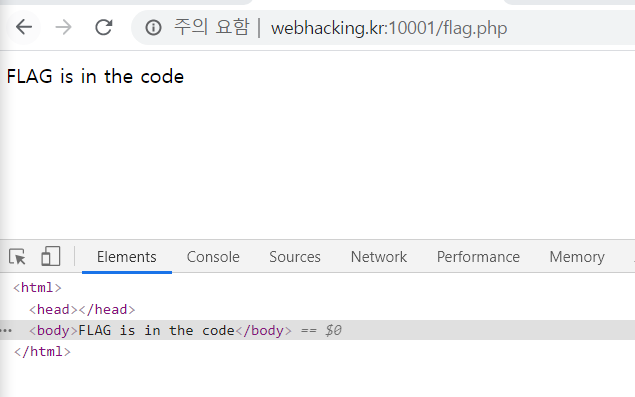 주의 요함 | webhacking.kr:10001/flag.php
FLAG is in the code
Elements Console Sources Network Performance Memory
<html>
<head></head>
··· <body>FLAG is in the code</body> == $0
</html>